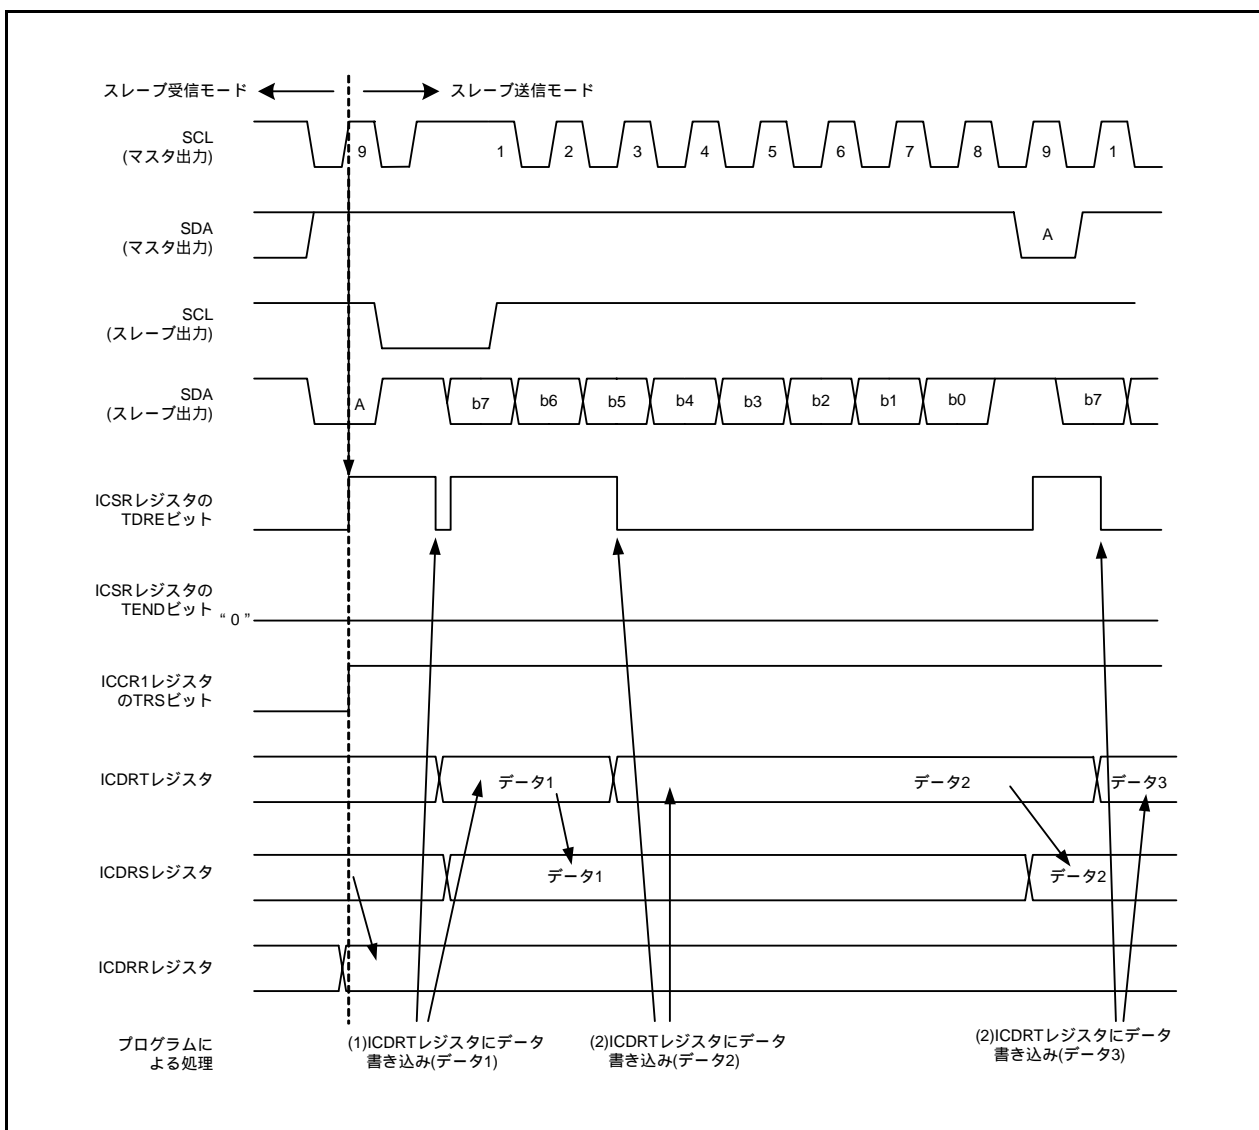 スレーブ受信モード スレーブ送信モード
SCL
(マスタ出力)
9 1 2 3 4 5 6 7 8 9 1
SDA
(マスタ出力)
A
SCL
(スレーブ出力)
SDA
(スレーブ出力)
A b7 b6 b5 b4 b3 b2 b1 b0 b7
ICSRレジスタの
TDREビット
ICSRレジスタの
TENDビット
“0”
ICCR1レジスタ
のTRSビット
ICDRTレジスタ
データ1 データ2 データ3
ICDRSレジスタ
データ1 データ2
ICDRRレジスタ
プログラムに
よる処理
(1)ICDRTレジスタにデータ
書き込み(データ1)
(2)ICDRTレジスタにデータ
書き込み(データ2)
(2)ICDRTレジスタにデータ
書き込み(データ3)